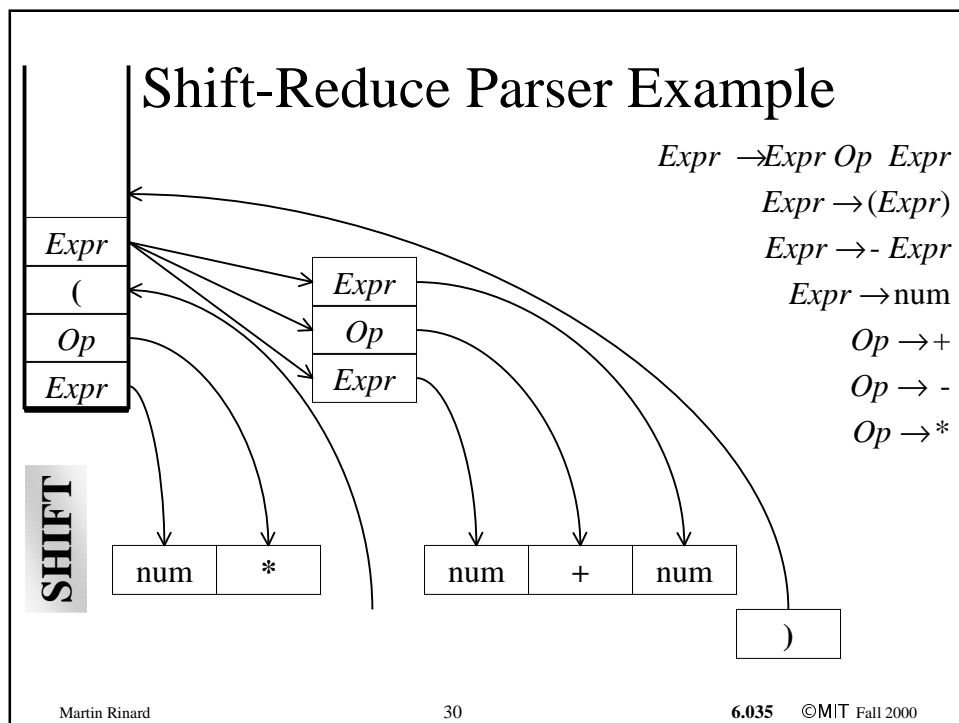 Shift-Reduce Parser Example
Expr → Expr Op Expr
Expr → (Expr)
Expr → - Expr
Expr → num
Op → +
Op → -
Op → *
Expr
(
Op
Expr
Expr
Op
Expr
SHIFT
num *
num + num
)
Martin Rinard 30 6.035 ©MIT Fall 2000